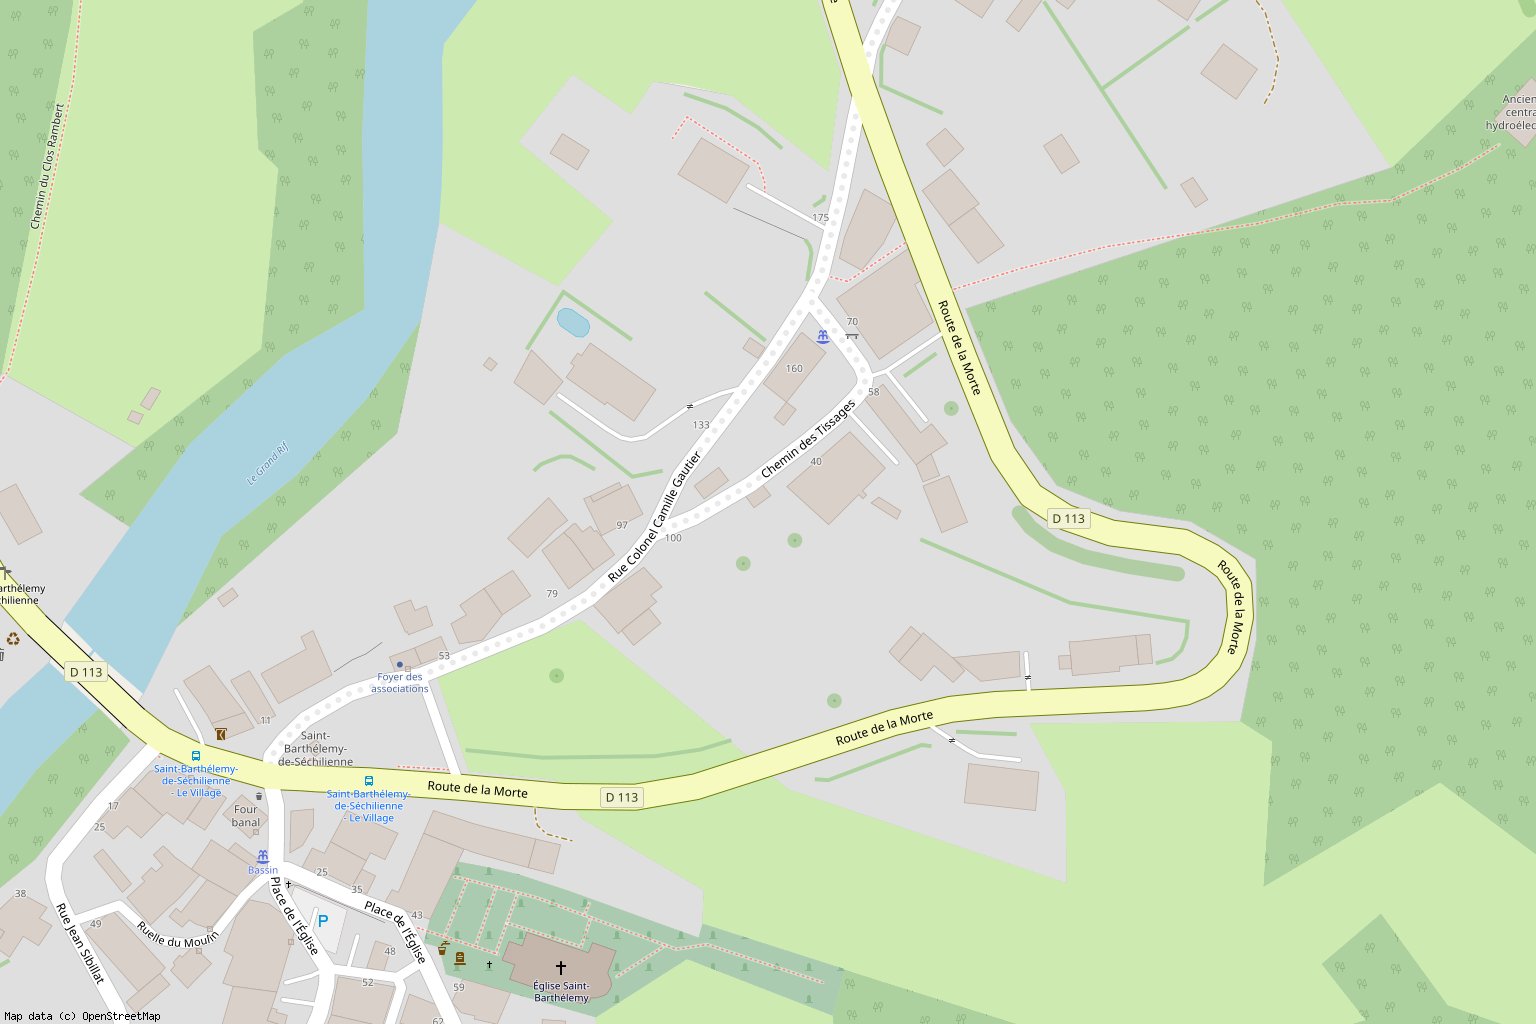 Chemin du Clos Rambert
Ancien
hydroélec
175
70
Route de la Morte
160
58
133
Chemin des Tissages
40
Le Grand Rif
Rue Colonel Camille Gautier
97
100
D 113
79
Route de la Morte
53
D 113
Foyer des
associations
11
Saint-
Barthélemy-
de-Séchilienne
Route de la Morte
Saint-Barthélemy-
de-Séchilienne
- Le Village
Saint-Barthélemy-
de-Séchilienne
- Le Village
Route de la Morte
D 113
17
25
Four
banal
Bassin
25
35
38
43
49
Place de l'Église
Place de l'Église
Ruelle du Moulin
Rue Jean Sibillat
P
48
52
59
62
Église Saint-
Barthélemy
Map data (c) OpenStreetMap